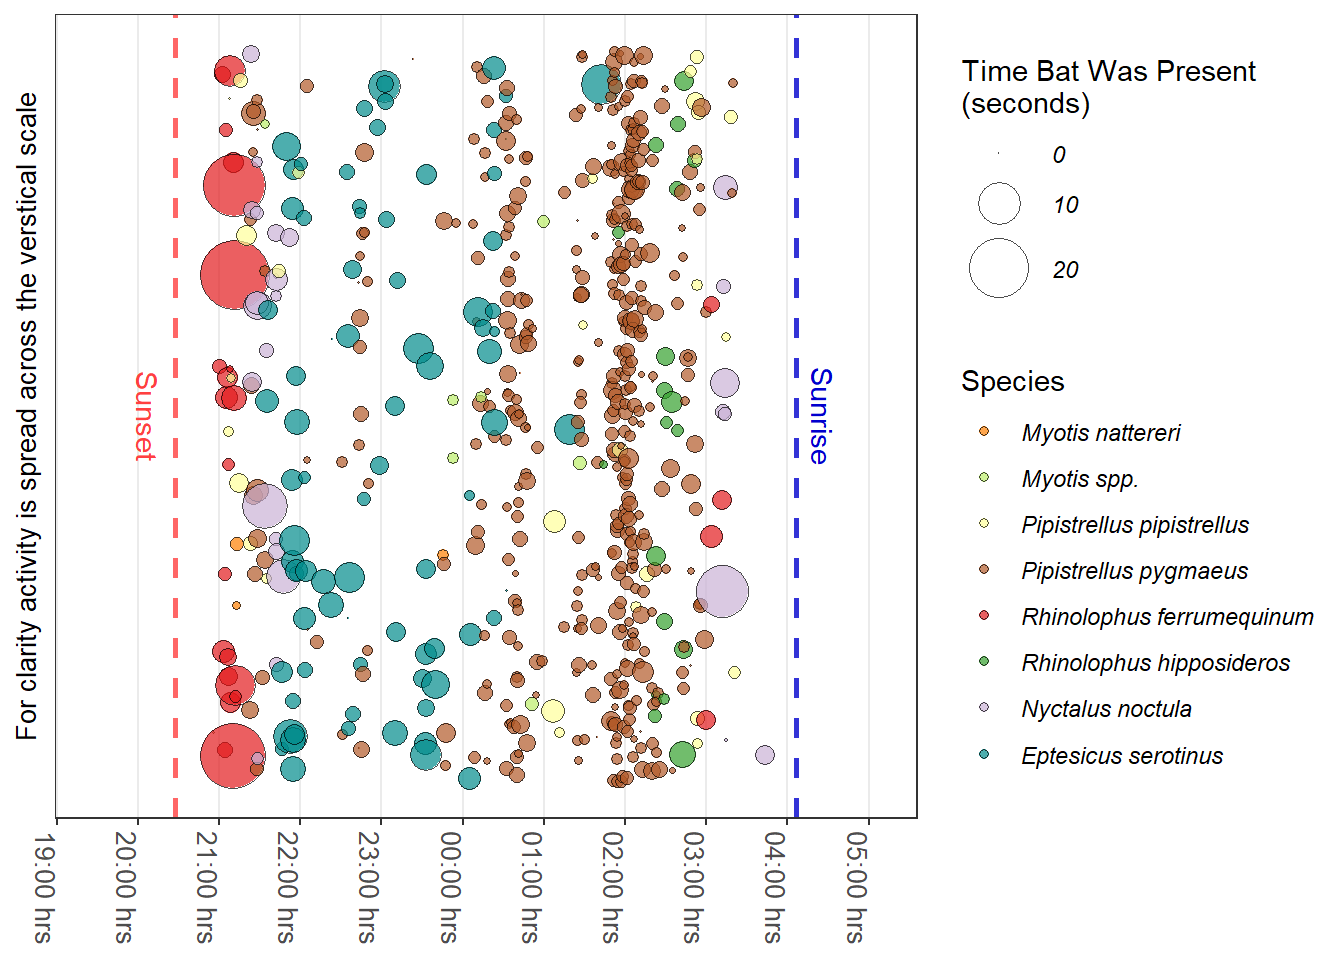 For clarity activity is spread across the verstical scale
Sunset
Sunrise
19:00 hrs
20:00 hrs
21:00 hrs
22:00 hrs
23:00 hrs
00:00 hrs
01:00 hrs
02:00 hrs
03:00 hrs
04:00 hrs
05:00 hrs
Time Bat Was Present
(seconds)
0
10
20
Species
Myotis nattereri
Myotis spp.
Pipistrellus pipistrellus
Pipistrellus pygmaeus
Rhinolophus ferrumequinum
Rhinolophus hipposideros
Nyctalus noctula
Eptesicus serotinus